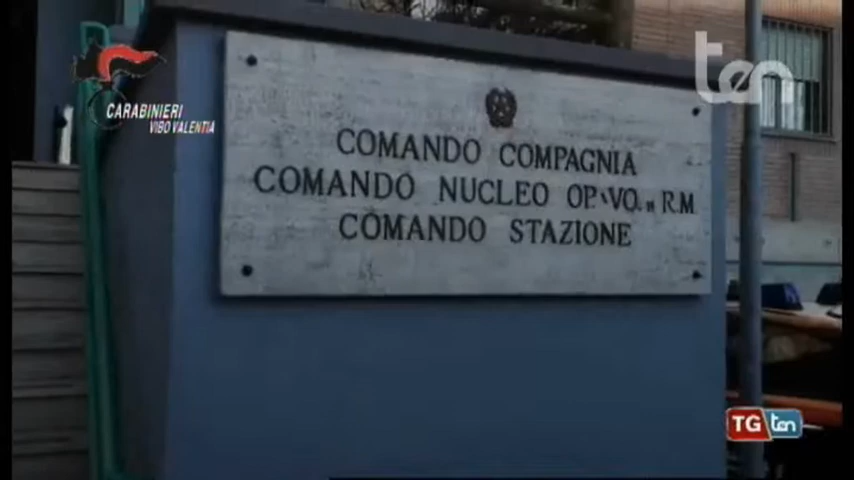 CARABINIERI
VIBO VALENTIA
ten
COMANDO COMPAGNIA
COMANDO NUCLEO OP.VO. R.M.
COMANDO STAZIONE
TG ten